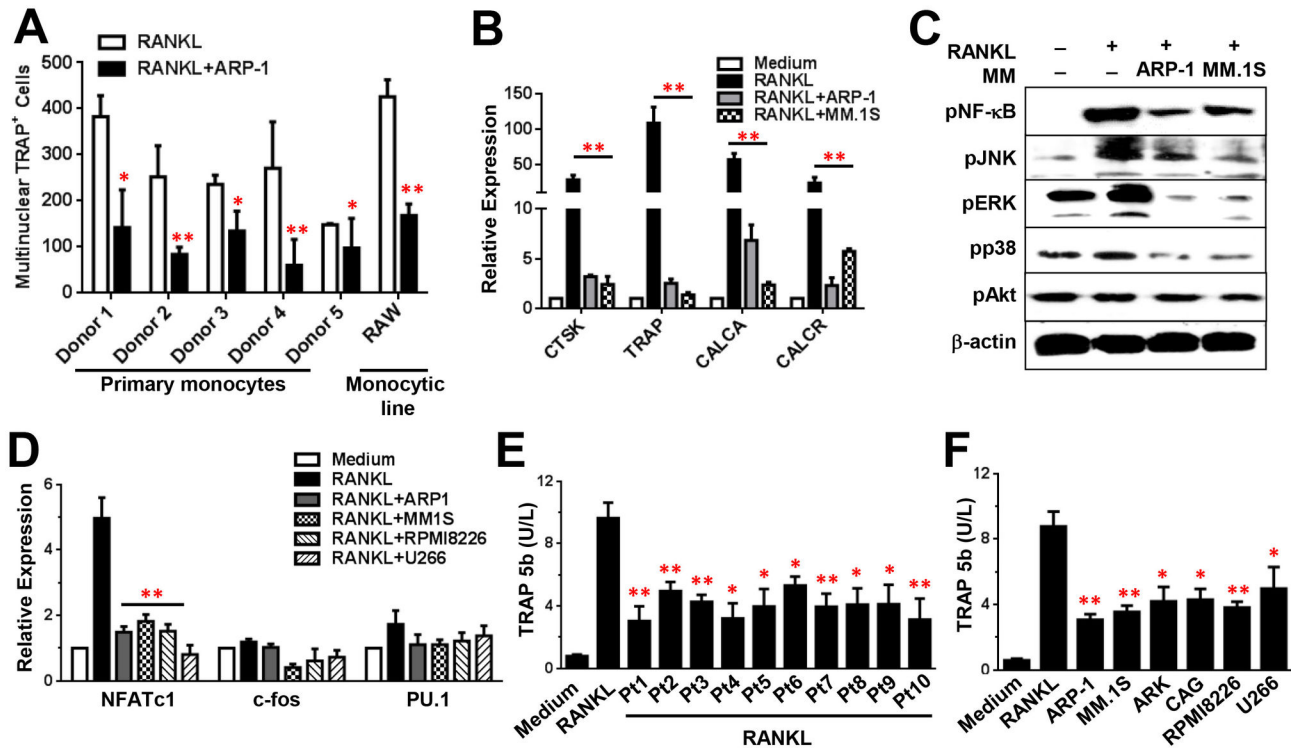 A
RANKL
RANKL+ARP-1
Multinuclear TRAP+ Cells
500
400
300
200
100
0
*
**
*
**
*
**
Donor 1
Donor 2
Donor 3
Donor 4
Donor 5
RAW
Primary monocytes
Monocytic
line
B
Medium
RANKL
RANKL+ARP-1
RANKL+MM.1S
Relative Expression
150
100
50
10
5
0
**
**
**
**
CTSK
TRAP
CALCA
CALCR
C
RANKL – + + +
MM – – ARP-1 MM.1S
pNF-κB
pJNK
pERK
pp38
pAkt
β-actin
D
Medium
RANKL
RANKL+ARP1
RANKL+MM1S
RANKL+RPMI8226
RANKL+U266
Relative Expression
6
4
2
0
**
NFATc1
c-fos
PU.1
E
TRAP 5b (U/L)
12
8
4
0
**
**
**
*
*
*
**
*
*
**
Medium
RANKL
Pt1
Pt2
Pt3
Pt4
Pt5
Pt6
Pt7
Pt8
Pt9
Pt10
RANKL
F
TRAP 5b (U/L)
12
8
4
0
**
**
*
*
**
*
Medium
RANKL
ARP-1
MM.1S
ARK
CAG
RPMI8226
U266